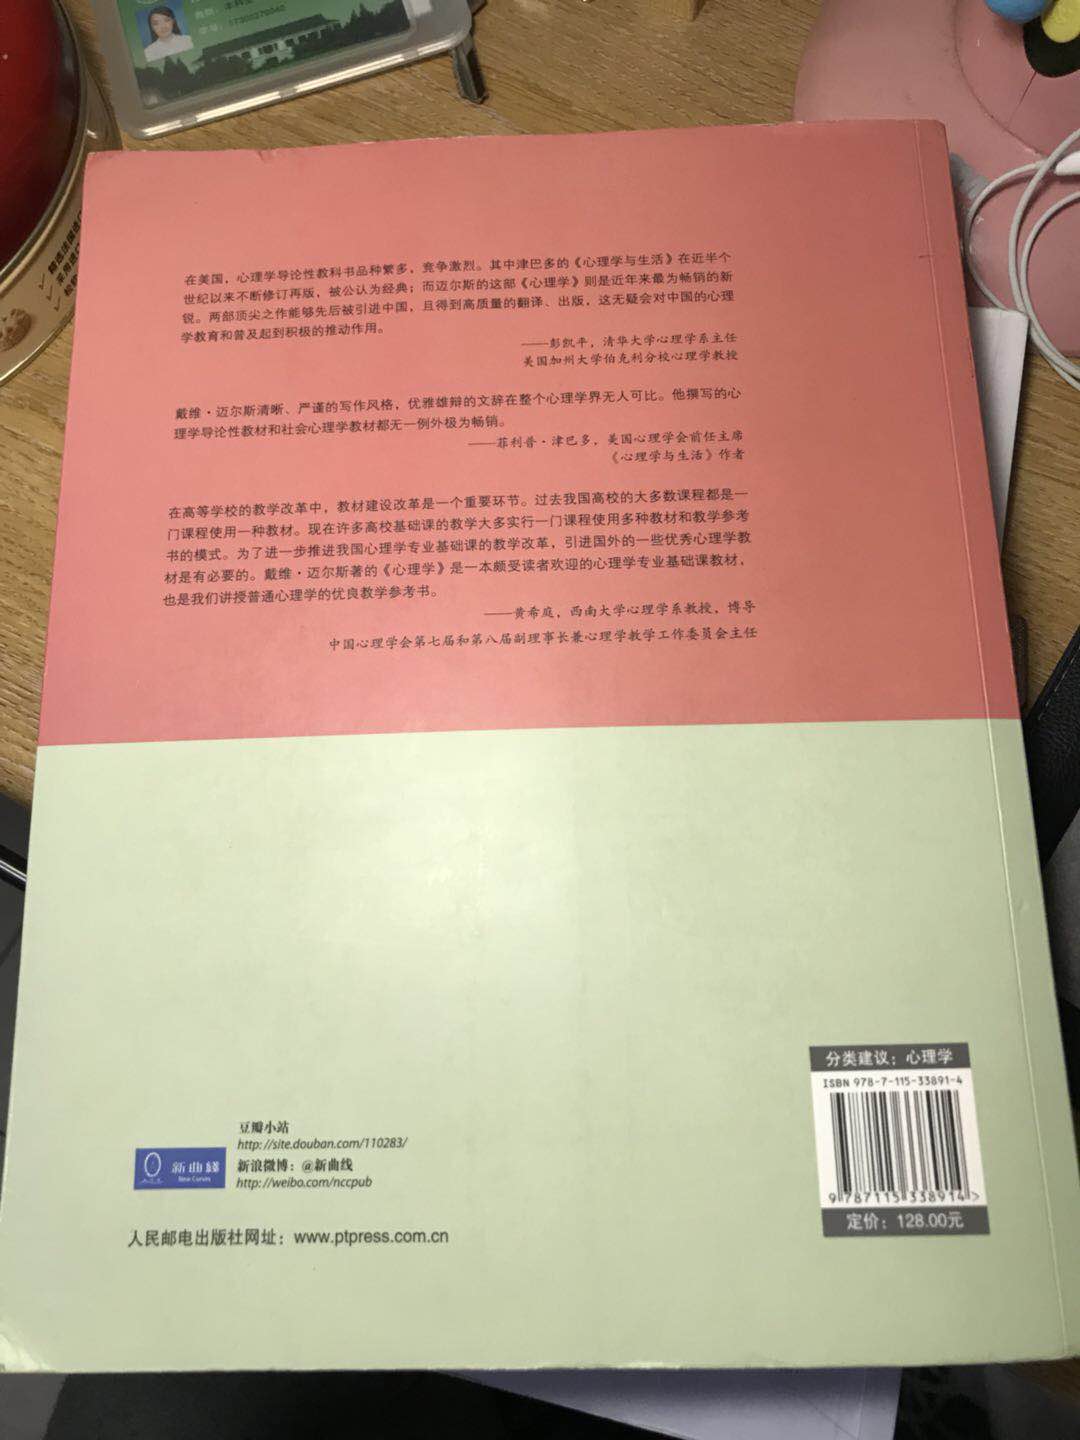 在美国，心理学导论性教科书品种繁多，竞争激烈。其中津巴多的《心理学与生活》在近半个
世纪以来不断修订再版，被公认为经典；而迈尔斯的这部《心理学》则是近年来最为畅销的新
锐。两部顶尖之作能够先后被引进中国，且得到高质量的翻译、出版，这无疑会对中国的心理
学教育和普及起到积极的推动作用。
——彭凯平，清华大学心理学系主任
美国加州大学伯克利分校心理学教授
戴维·迈尔斯清晰、严谨的写作风格，优雅雄辩的文辞在整个心理学界无人可比。他撰写的心
理学导论性教材和社会心理学教材都无一例外极为畅销。
——菲利普·津巴多，美国心理学会前任主席
《心理学与生活》作者
在高等学校的教学改革中，教材建设改革是一个重要环节。过去我国高校的大多数课程都是一
门课程使用一种教材。现在许多高校基础课的教学大多实行一门课程使用多种教材和教学参考
书的模式。为了进一步推进我国心理学专业基础课的教学改革，引进国外的一些优秀心理学教
材是有必要的。戴维·迈尔斯著的《心理学》是一本颇受读者欢迎的心理学专业基础课教材，
也是我们讲授普通心理学的优良教学参考书。
——黄希庭，西南大学心理学系教授，博导
中国心理学会第七届和第八届副理事长兼心理学教学工作委员会主任
分类建议：心理学
ISBN 978-7-115-33891-4
9 787115 338914 >
定价：128.00元
豆瓣小站
http://site.douban.com/110283/
新曲线
New Curves
新浪微博：@新曲线
http://weibo.com/nccpub
人民邮电出版社网址：www.ptpress.com.cn